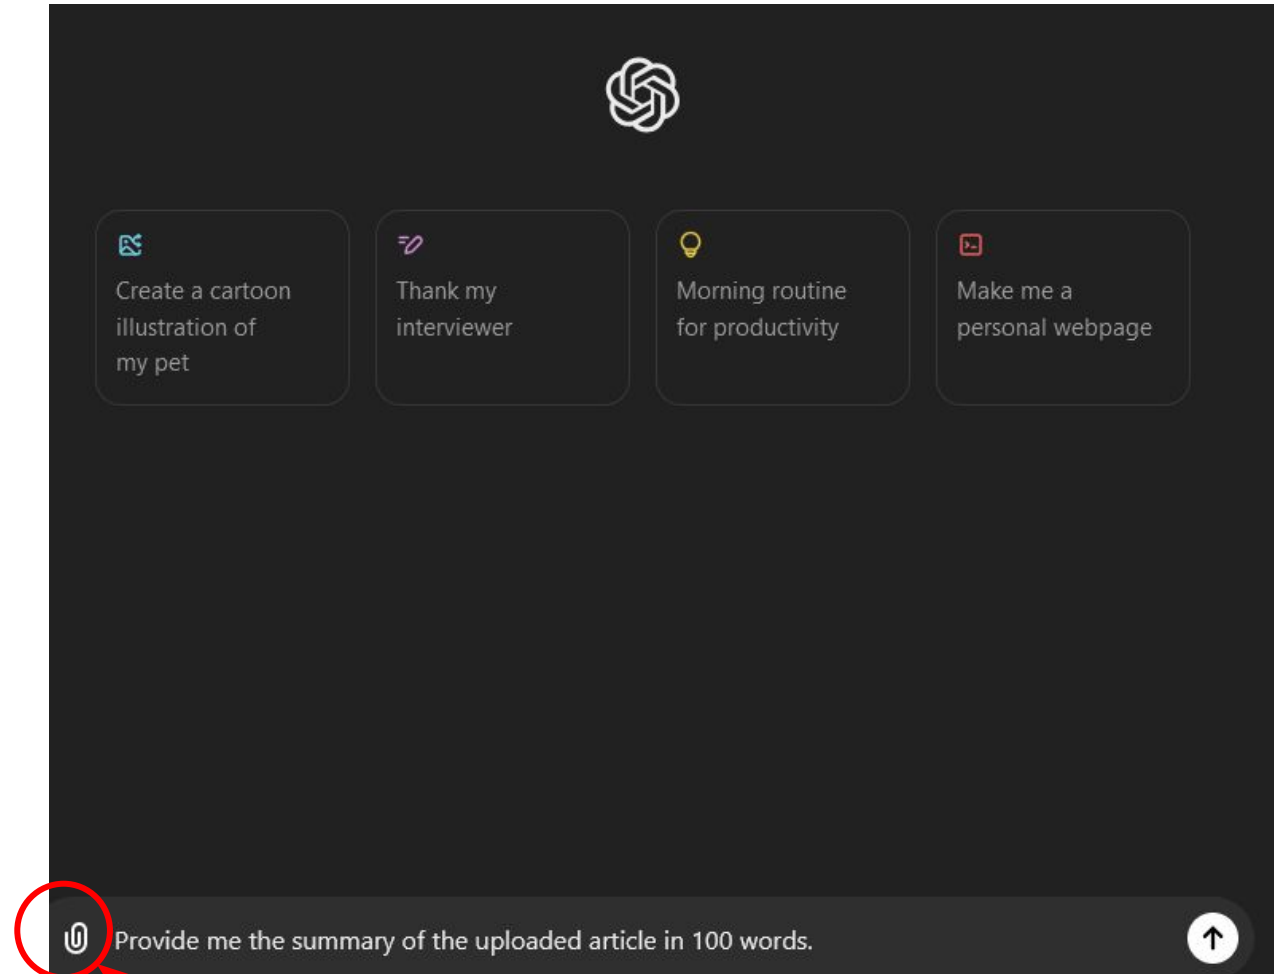 Create a cartoon
illustration of
my pet
Thank my
interviewer
Morning routine
for productivity
Make me a
personal webpage
Provide me the summary of the uploaded article in 100 words.